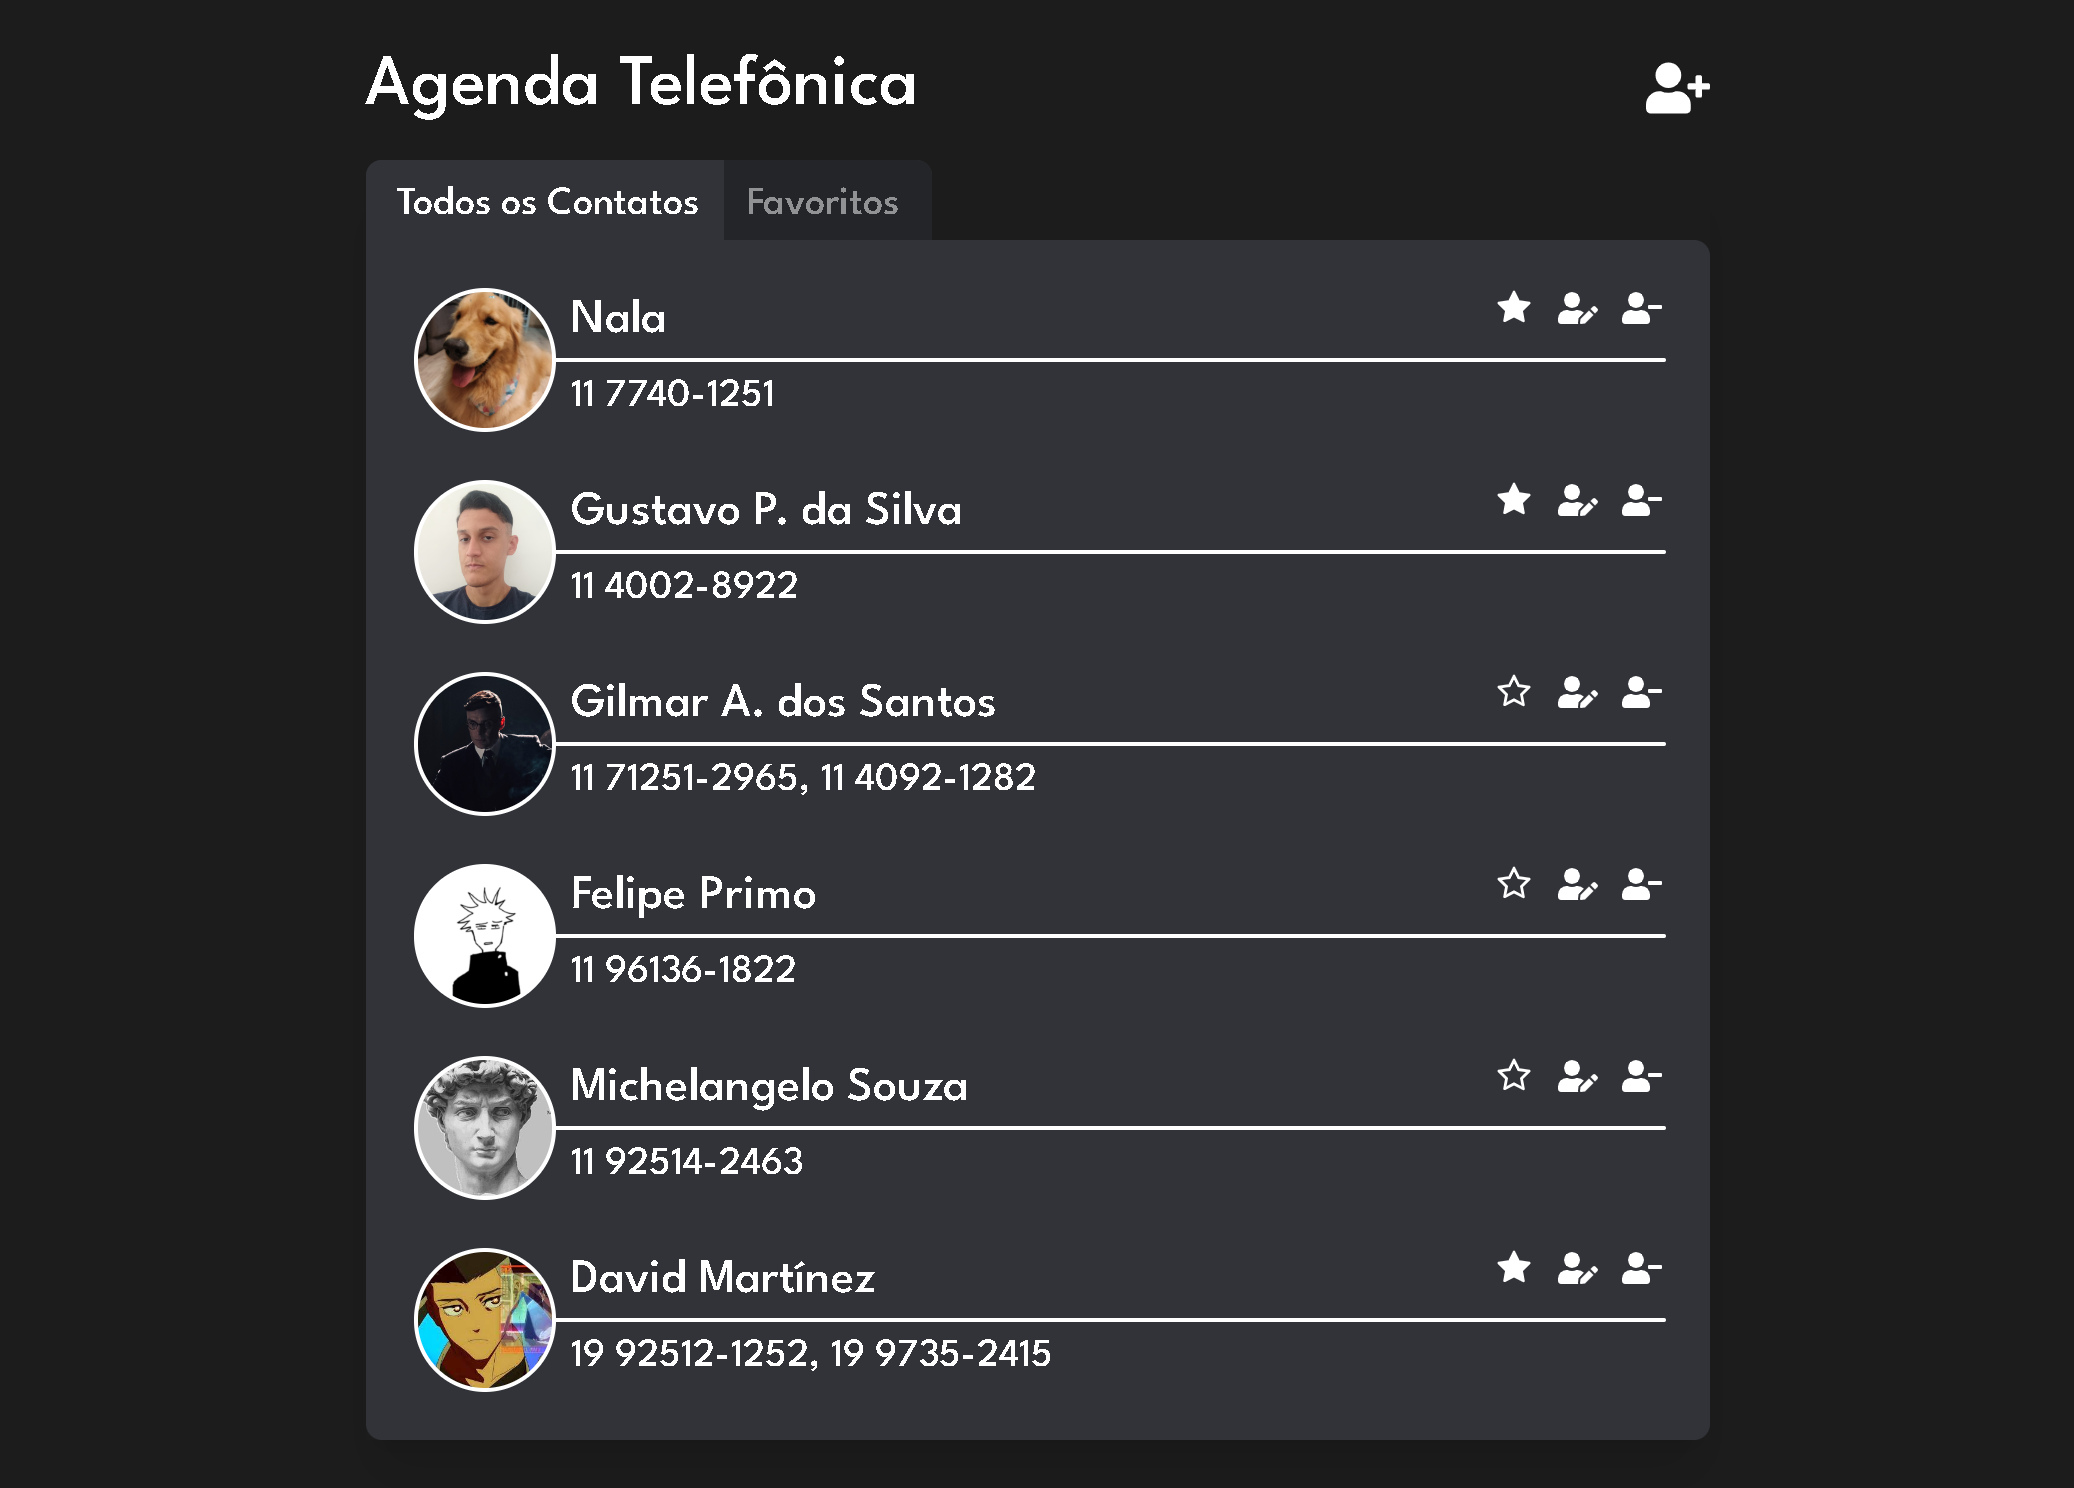 Agenda Telefônica
Todos os Contatos Favoritos
Nala
11 7740-1251
Gustavo P. da Silva
11 4002-8922
Gilmar A. dos Santos
11 71251-2965, 11 4092-1282
Felipe Primo
11 96136-1822
Michelangelo Souza
11 92514-2463
David Martínez
19 92512-1252, 19 9735-2415